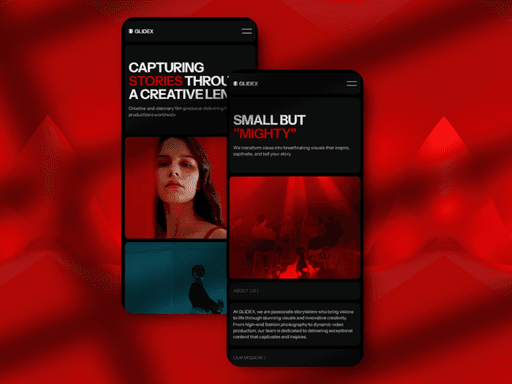 GLIDEX
CAPTURING
STORIES THROU
A CREATIVE LEN
Creative and visionary film producer delivering
productions worldwide
GLIDEX
SMALL BUT
"MIGHTY"
We transform ideas into breathtaking visuals that inspire,
captivate, and tell your story.
ABOUT US /
At GLIDEX, we are passionate storytellers who bring visions
to life through stunning visuals and innovative creativity.
From high-end fashion photography to dynamic video
production, our team is dedicated to delivering exceptional
content that captivates and inspires.
OUR MISSION /